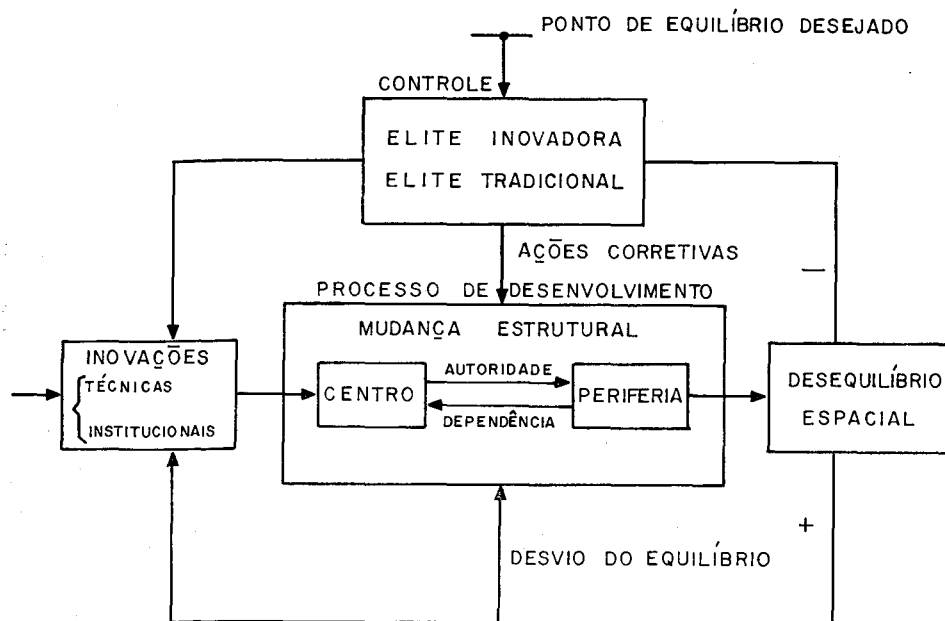 PONTO DE EQUILÍBRIO DESEJADO
CONTROLE
ELITE INOVADORA
ELITE TRADICIONAL
AÇÕES CORRETIVAS
—
PROCESSO DE DESENVOLVIMENTO
MUDANÇA ESTRUTURAL
INOVAÇÕES
TÉCNICAS
INSTITUCIONAIS
CENTRO
AUTORIDADE
DEPENDÊNCIA
PERIFERIA
DESEQUILÍBRIO
ESPACIAL
+
DESVIO DO EQUILÍBRIO